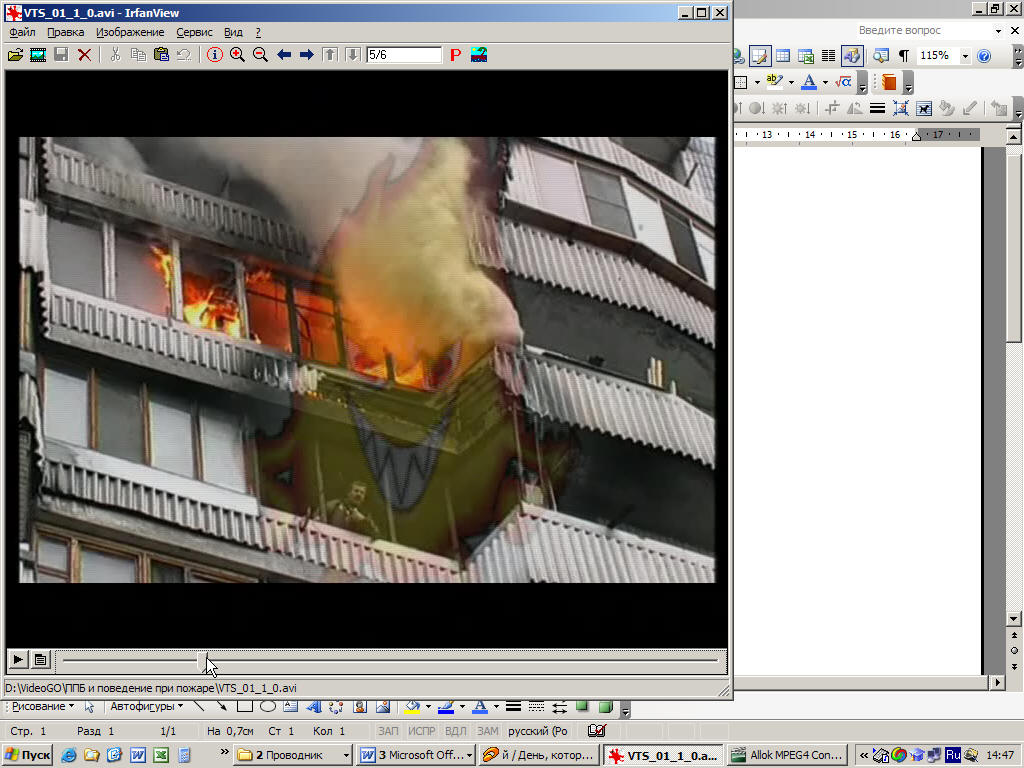 VTS_01_1_0.avi - IrfanView
Введите вопрос
Файл Правка Изображение Сервис Вид ?
5/6
115%
13 14 15 16 17
D:\VideoGO\ППБ и поведение при пожаре\VTS_01_1_0.avi
Рисование Автофигуры
Стр. 1 Разд 1 1/1 На 0,7см Ст 1 Кол 1 ЗАП ИСПР ВДЛ ЗАМ русский (Ро
Пуск » 2 Проводник 3 Microsoft Off... й / День, котор... VTS_01_1_0.a... Allok MPEG4 Con... « Ru 14:47